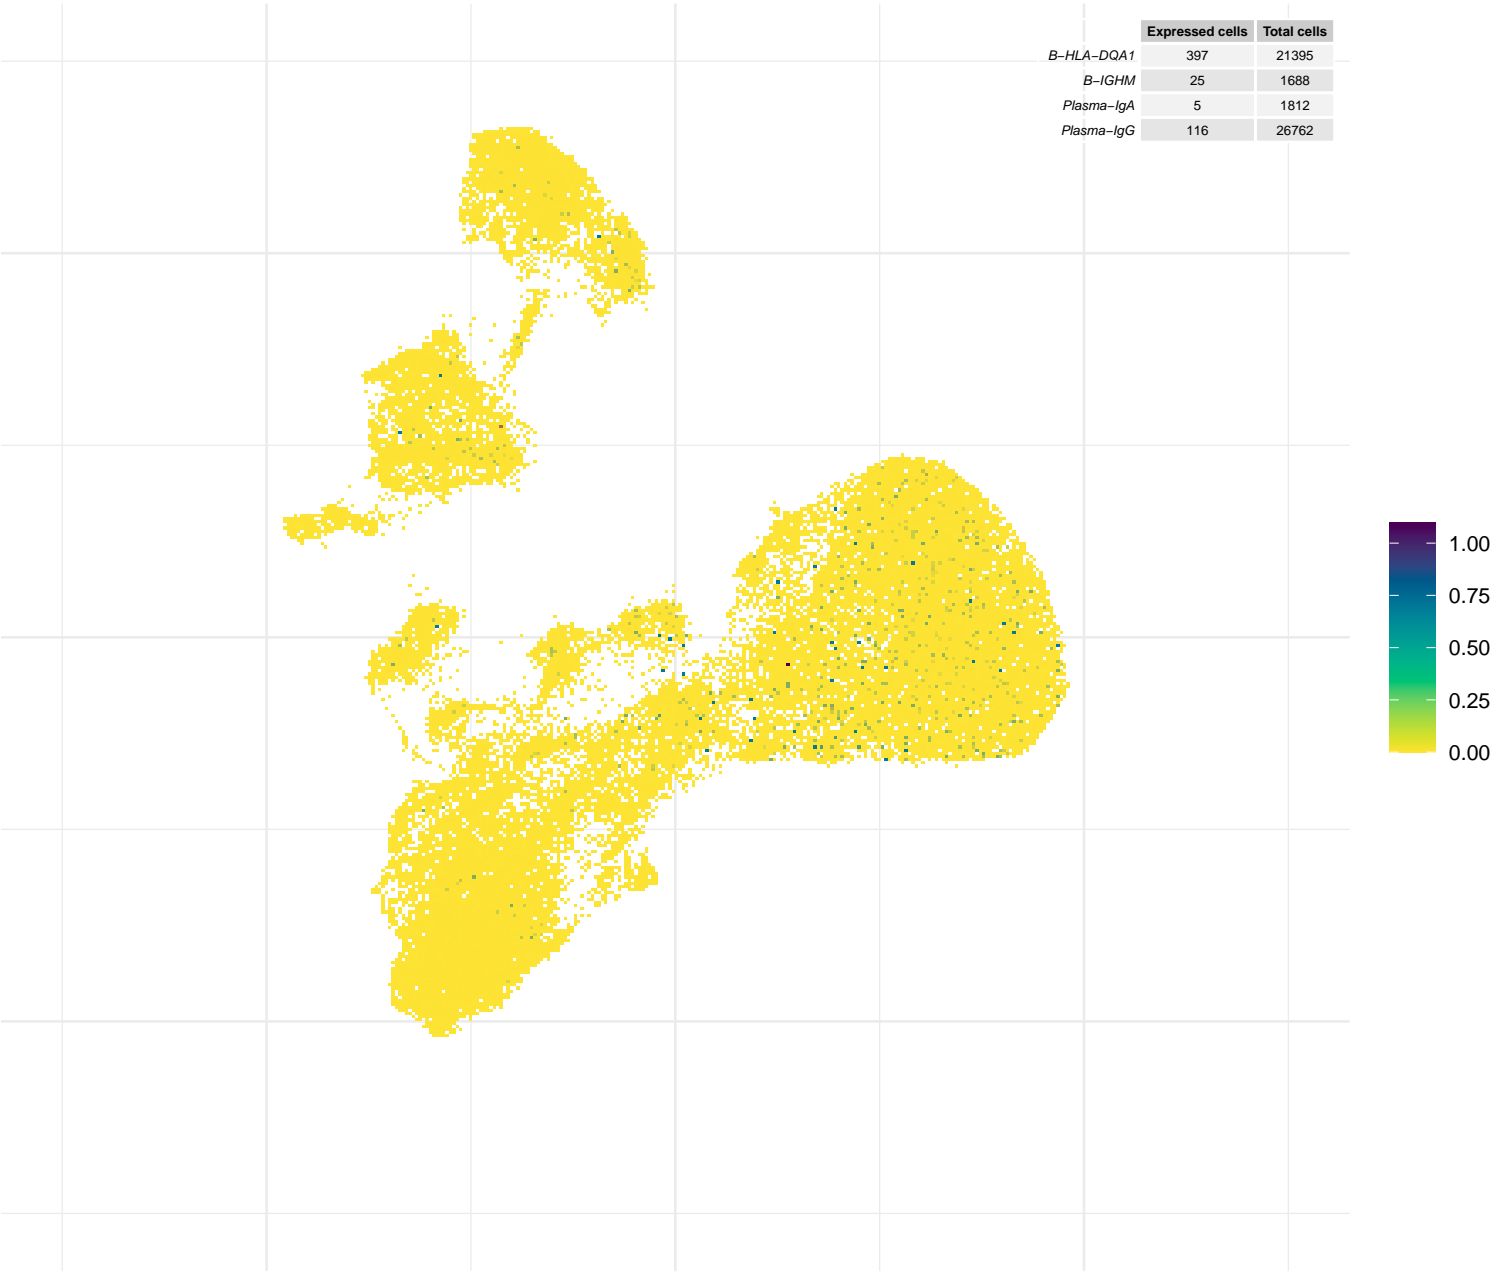 Expressed cells Total cells
B−HLA−DQA1 397 21395
B−IGHM 25 1688
Plasma−IgA 5 1812
Plasma−IgG 116 26762
1.00
0.75
0.50
0.25
0.00